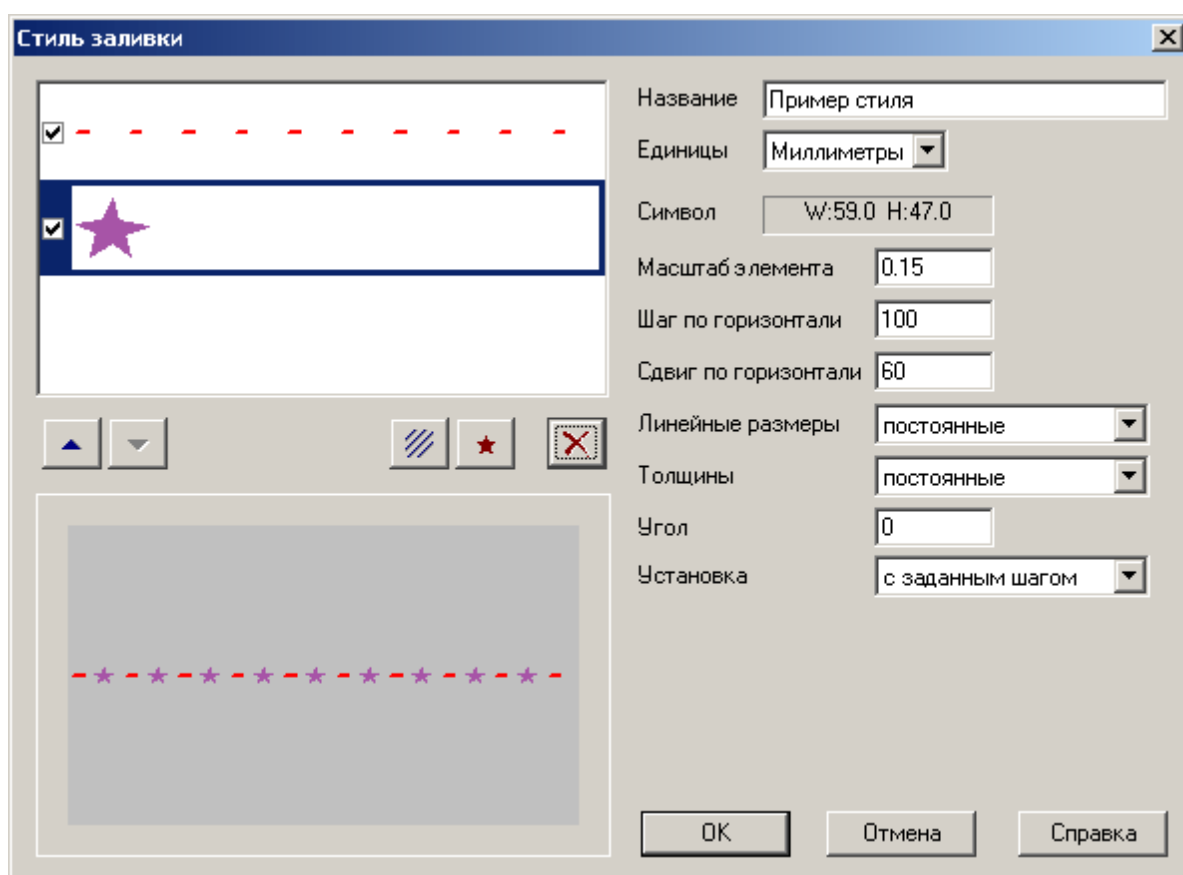 Стиль заливки
Название Пример стиля
Единицы Миллиметры
Символ W:59.0 H:47.0
Масштаб элемента 0.15
Шаг по горизонтали 100
Сдвиг по горизонтали 60
Линейные размеры постоянные
Толщины постоянные
Угол 0
Установка с заданным шагом
OK Отмена Справка